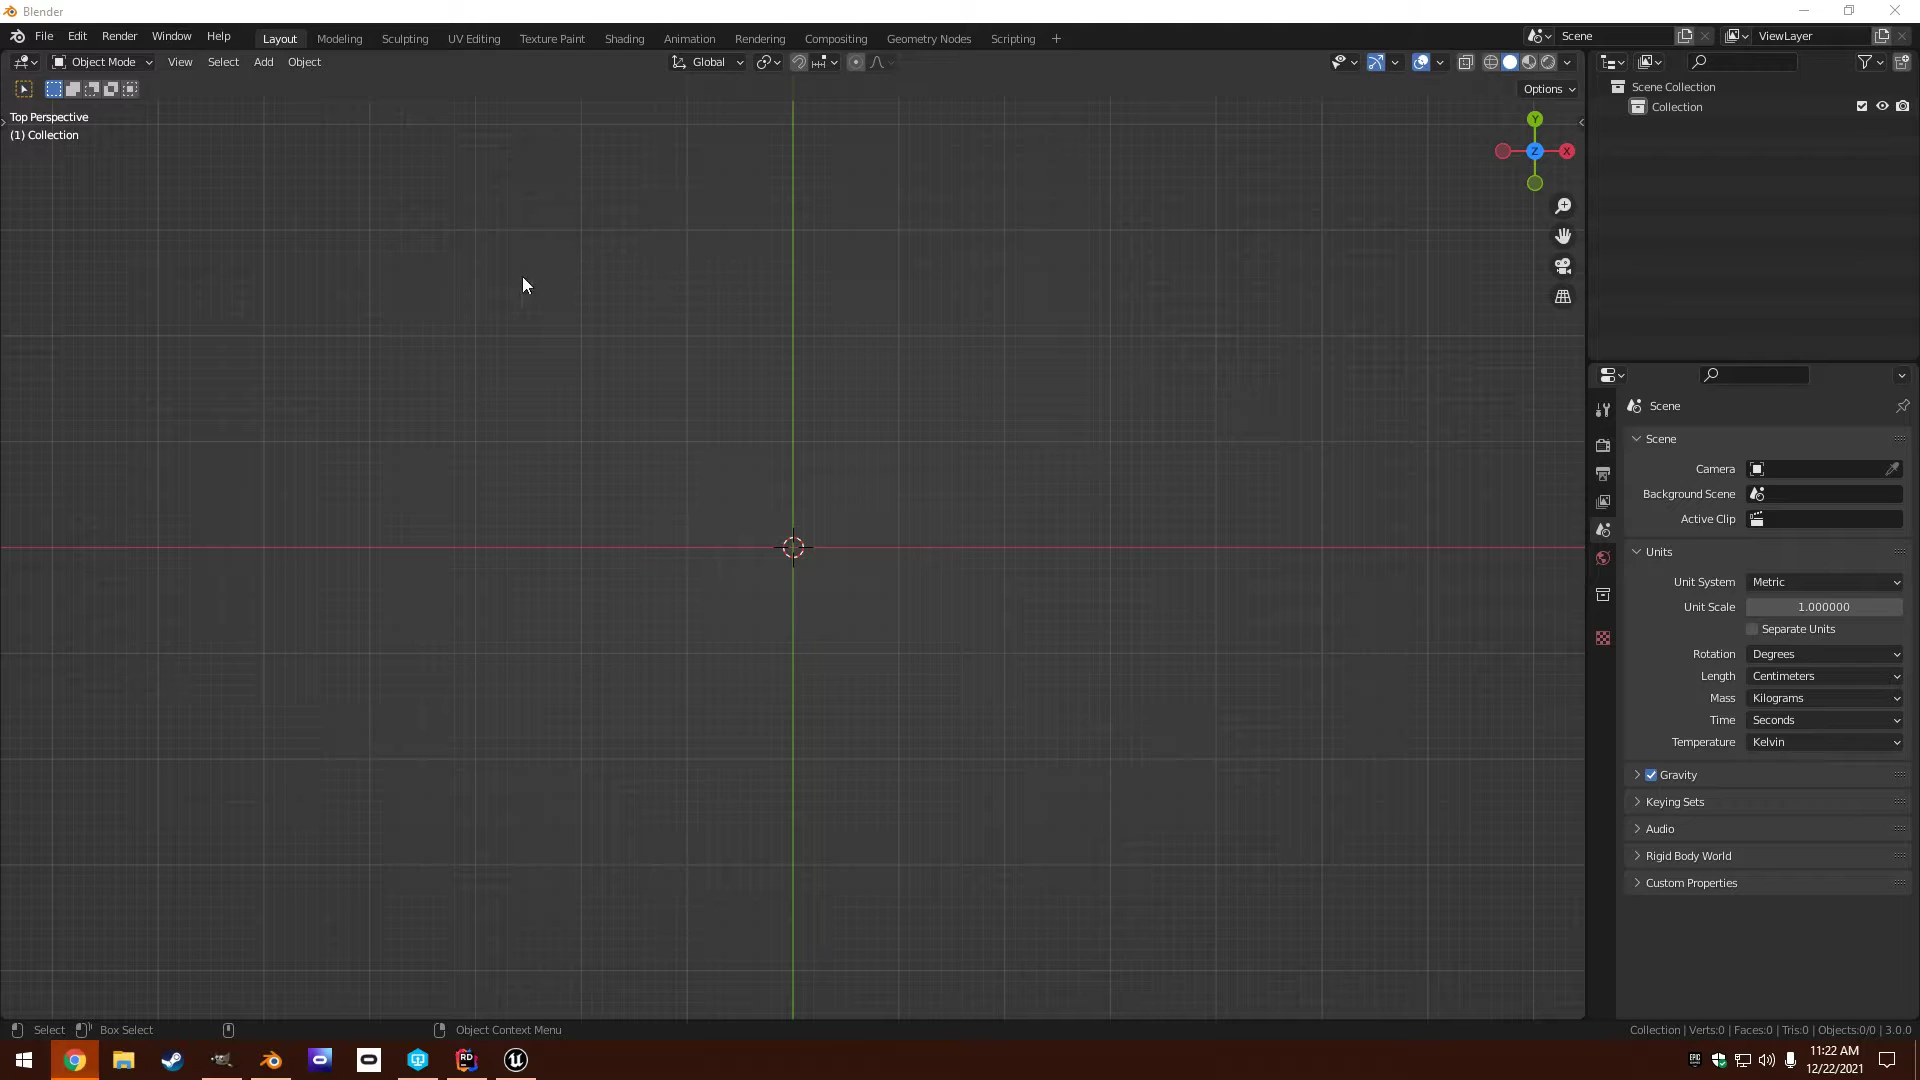 Blender
File Edit Render Window Help Layout Modeling Sculpting UV Editing Texture Paint Shading Animation Rendering Compositing Geometry Nodes Scripting + Scene ViewLayer
Object Mode View Select Add Object Global
Options
Top Perspective
(1) Collection
Y
Z X
Scene Collection
Collection
Scene
Scene
Camera
Background Scene
Active Clip
Units
Unit System Metric
Unit Scale 1.000000
Separate Units
Rotation Degrees
Length Centimeters
Mass Kilograms
Time Seconds
Temperature Kelvin
Gravity
Keying Sets
Audio
Rigid Body World
Custom Properties
Select Box Select Object Context Menu Collection | Verts:0 | Faces:0 | Tris:0 | Objects:0/0 | 3.0.0
RD
EPIC
11:22 AM
12/22/2021